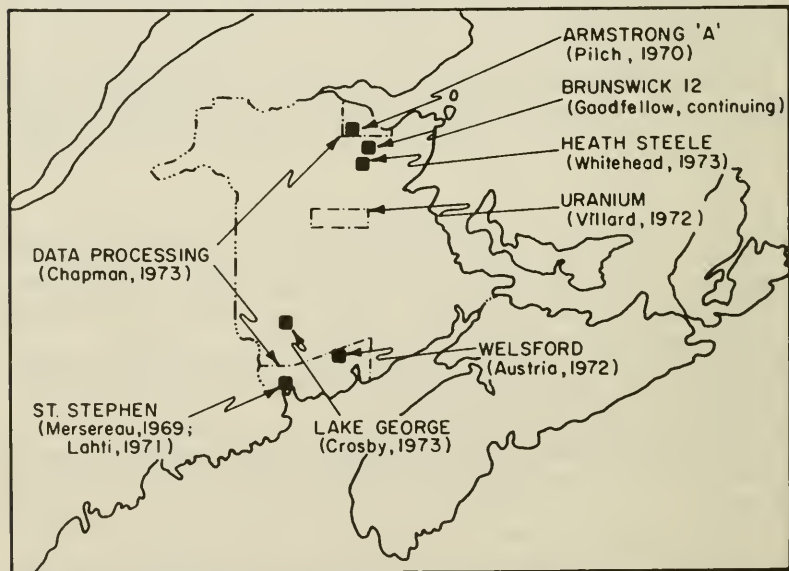 ARMSTRONG 'A'
(Pilch, 1970)
BRUNSWICK 12
(Gaadfellow, continuing)
HEATH STEELE
(Whitehead, 1973)
URANIUM
(Villard, 1972)
DATA PROCESSING
(Chapman, 1973)
WELSFORD
(Austria, 1972)
ST. STEPHEN
(Mersereau, 1969;
Lahti, 1971)
LAKE GEORGE
(Crosby, 1973)